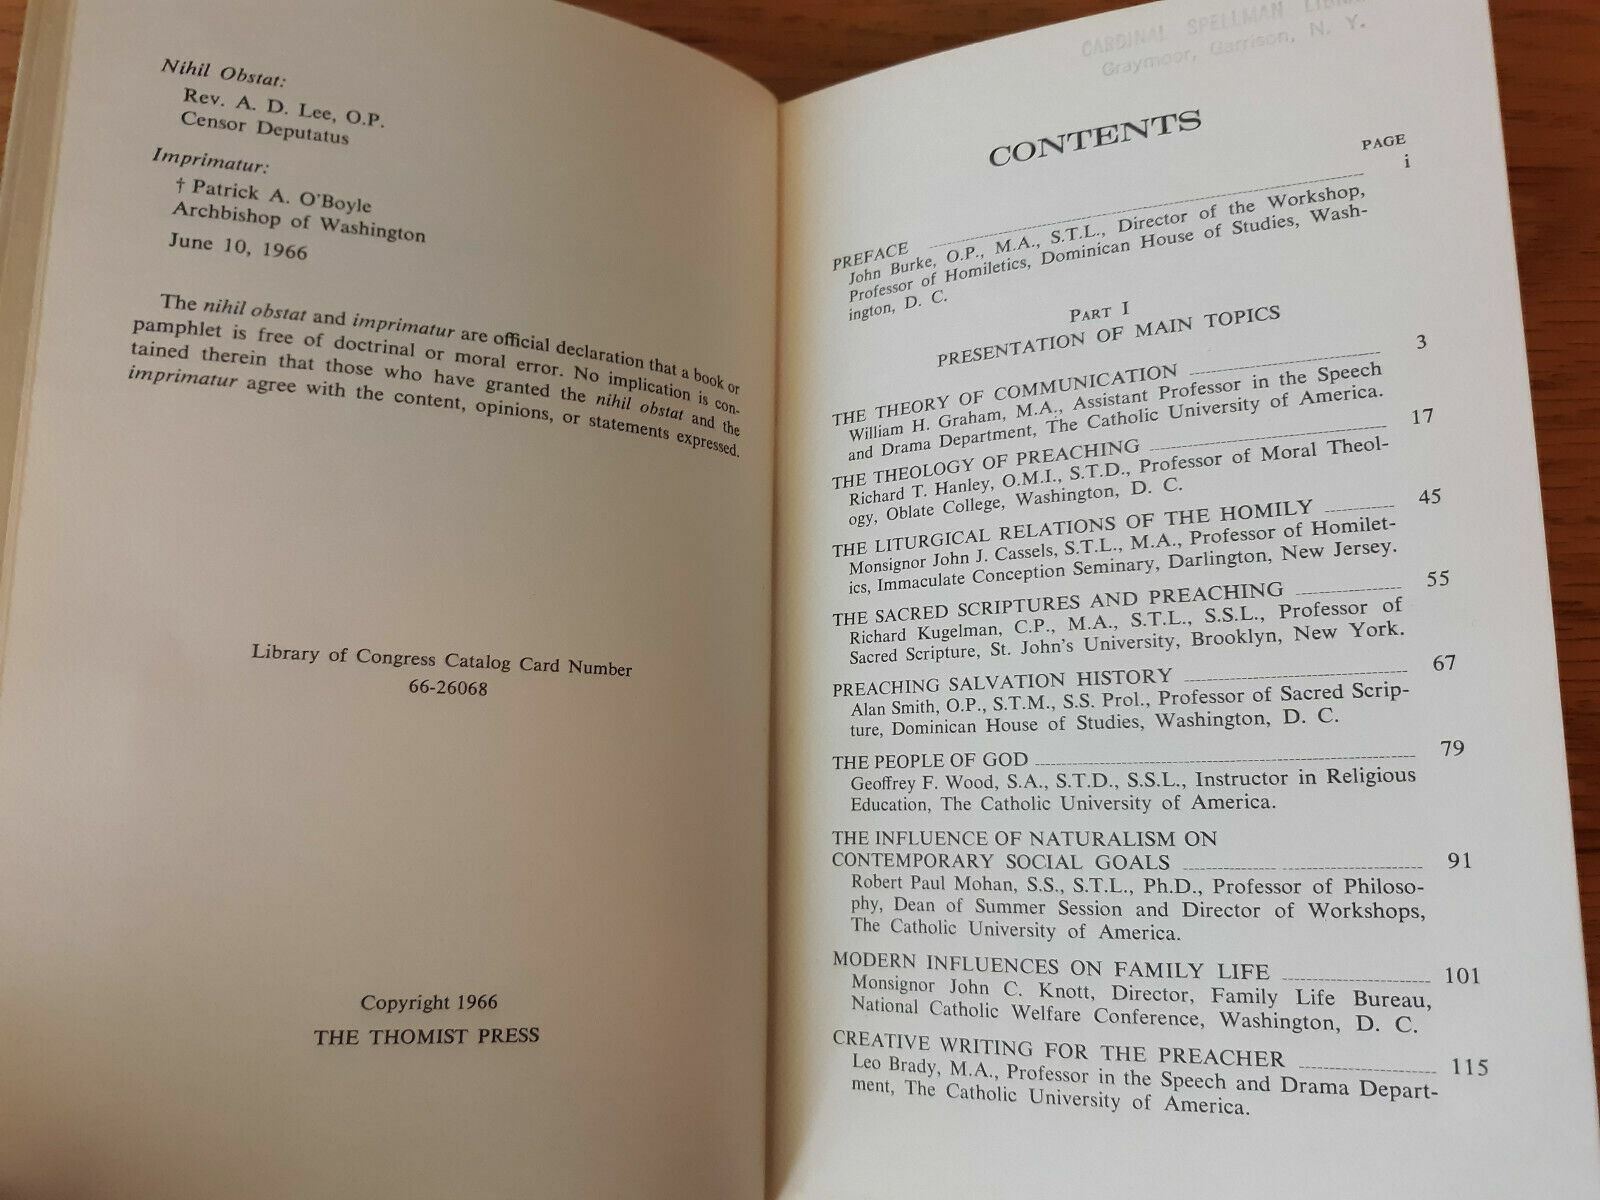 Nihil Obstat:
Rev. A. D. Lee, O.P.
Censor Deputatus
Imprimatur:
† Patrick A. O'Boyle
Archbishop of Washington
June 10, 1966
The nihil obstat and imprimatur are official declaration that a book or
pamphlet is free of doctrinal or moral error. No implication is con-
tained therein that those who have granted the nihil obstat and the
imprimatur agree with the content, opinions, or statements expressed.
Library of Congress Catalog Card Number
66-26068
Copyright 1966
THE THOMIST PRESS
CARDINAL SPELLMAN
Graymoor, Garrison, N. Y.
CONTENTS
PAGE
PREFACE i
John Burke, O.P., M.A., S.T.L., Director of the Workshop,
Professor of Homiletics, Dominican House of Studies, Wash-
ington, D. C.
PART I
PRESENTATION OF MAIN TOPICS
THE THEORY OF COMMUNICATION 3
William H. Graham, M.A., Assistant Professor in the Speech
and Drama Department, The Catholic University of America.
THE THEOLOGY OF PREACHING 17
Richard T. Hanley, O.M.I., S.T.D., Professor of Moral Theol-
ogy, Oblate College, Washington, D. C.
THE LITURGICAL RELATIONS OF THE HOMILY 45
Monsignor John J. Cassels, S.T.L., M.A., Professor of Homilet-
ics, Immaculate Conception Seminary, Darlington, New Jersey.
THE SACRED SCRIPTURES AND PREACHING 55
Richard Kugelman, C.P., M.A., S.T.L., S.S.L., Professor of
Sacred Scripture, St. John's University, Brooklyn, New York.
PREACHING SALVATION HISTORY 67
Alan Smith, O.P., S.T.M., S.S. Prol., Professor of Sacred Scrip-
ture, Dominican House of Studies, Washington, D. C.
THE PEOPLE OF GOD 79
Geoffrey F. Wood, S.A., S.T.D., S.S.L., Instructor in Religious
Education, The Catholic University of America.
THE INFLUENCE OF NATURALISM ON
CONTEMPORARY SOCIAL GOALS 91
Robert Paul Mohan, S.S., S.T.L., Ph.D., Professor of Philoso-
phy, Dean of Summer Session and Director of Workshops,
The Catholic University of America.
MODERN INFLUENCES ON FAMILY LIFE 101
Monsignor John C. Knott, Director, Family Life Bureau,
National Catholic Welfare Conference, Washington, D. C.
CREATIVE WRITING FOR THE PREACHER 115
Leo Brady, M.A., Professor in the Speech and Drama Depart-
ment, The Catholic University of America.